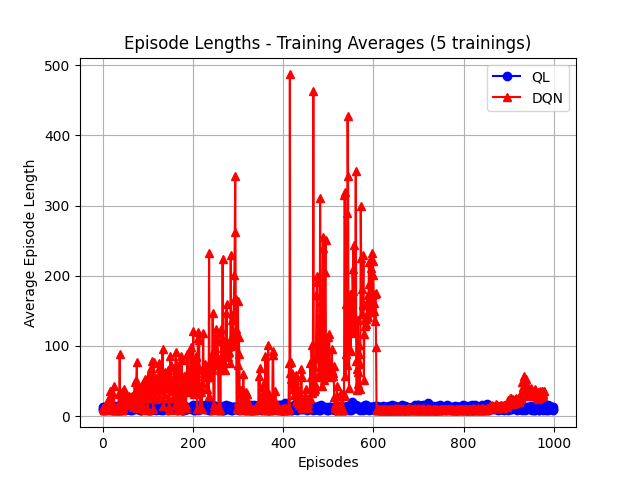 Episode Lengths - Training Averages (5 trainings)
QL
DQN
500
400
300
200
100
0
Average Episode Length
0 200 400 600 800 1000
Episodes